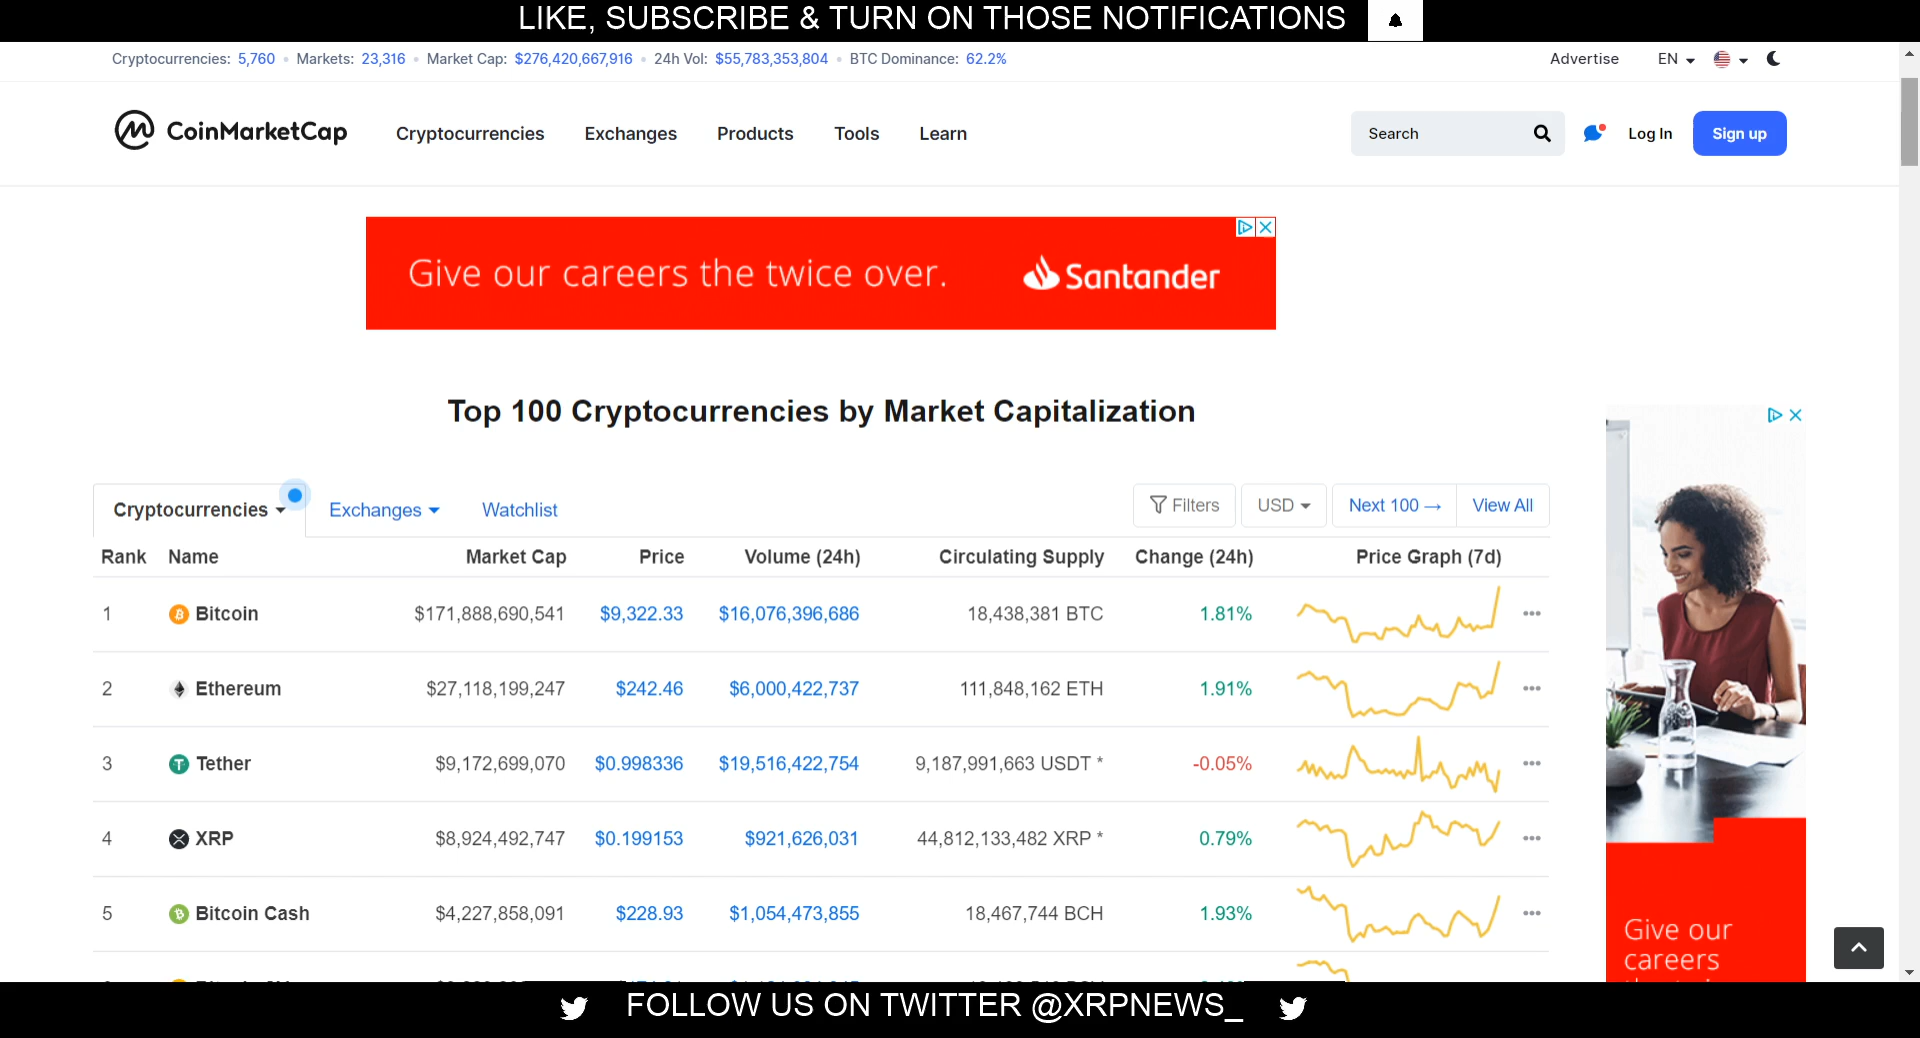 LIKE, SUBSCRIBE & TURN ON THOSE NOTIFICATIONS
Cryptocurrencies: 5,760 • Markets: 23,316 • Market Cap: $276,420,667,916 • 24h Vol: $55,783,353,804 • BTC Dominance: 62.2%
Advertise EN
CoinMarketCap Cryptocurrencies Exchanges Products Tools Learn
Search Log In Sign up
Give our careers the twice over. Santander
Top 100 Cryptocurrencies by Market Capitalization
Cryptocurrencies Exchanges Watchlist Filters USD Next 100 → View All
Rank Name Market Cap Price Volume (24h) Circulating Supply Change (24h) Price Graph (7d)
1 Bitcoin $171,888,690,541 $9,322.33 $16,076,396,686 18,438,381 BTC 1.81%
2 Ethereum $27,118,199,247 $242.46 $6,000,422,737 111,848,162 ETH 1.91%
3 Tether $9,172,699,070 $0.998336 $19,516,422,754 9,187,991,663 USDT * -0.05%
4 XRP $8,924,492,747 $0.199153 $921,626,031 44,812,133,482 XRP * 0.79%
5 Bitcoin Cash $4,227,858,091 $228.93 $1,054,473,855 18,467,744 BCH 1.93%
Give our
careers
FOLLOW US ON TWITTER @XRPNEWS_